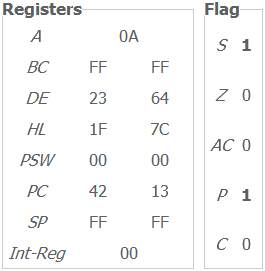 Registers
A 0A
BC FF FF
DE 23 64
HL 1F 7C
PSW 00 00
PC 42 13
SP FF FF
Int-Reg 00
Flag
S 1
Z 0
AC 0
P 1
C 0